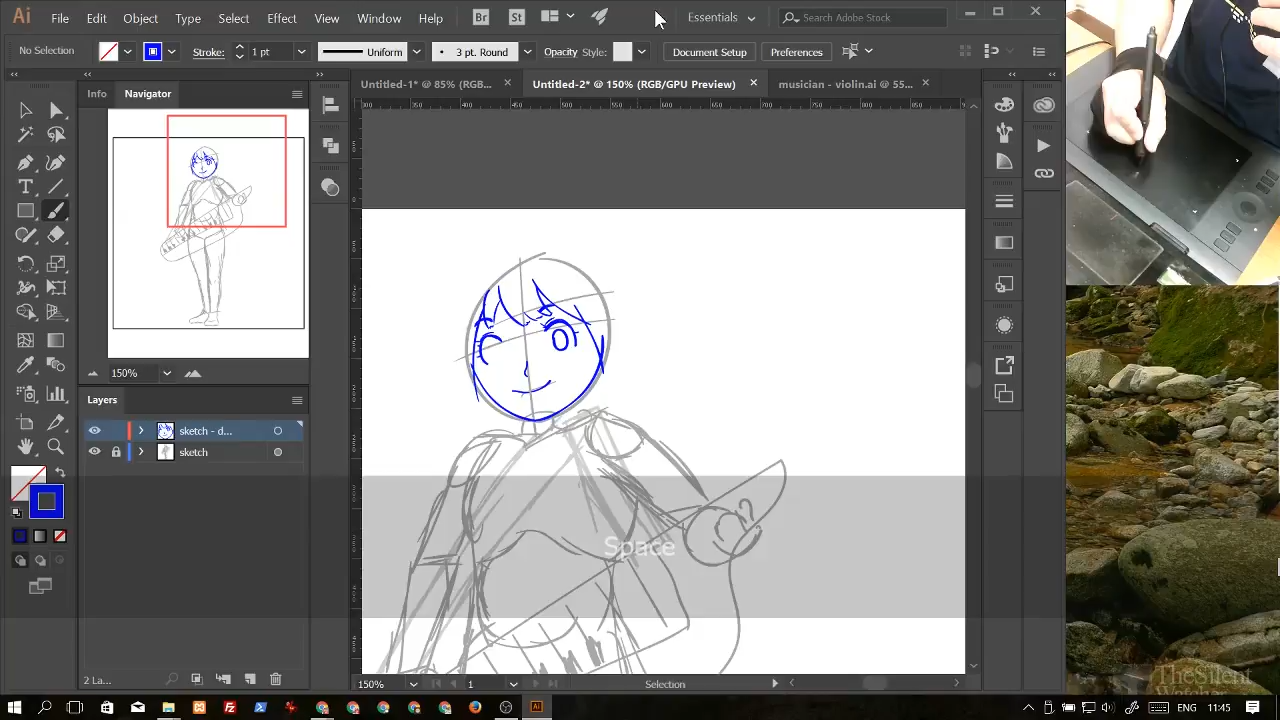 Ai File Edit Object Type Select Effect View Window Help Br St Essentials Search Adobe Stock
No Selection Stroke: 1 pt Uniform 3 pt. Round Opacity Style: Document Setup Preferences
Info Navigator
Untitled-1* @ 85% (RGB... Untitled-2* @ 150% (RGB/GPU Preview) musician - violin.ai @ 55...
150%
Layers
sketch - d...
sketch
Space
2 La...
150% 1 Selection
TheSilent
Watcher
ENG 11:45